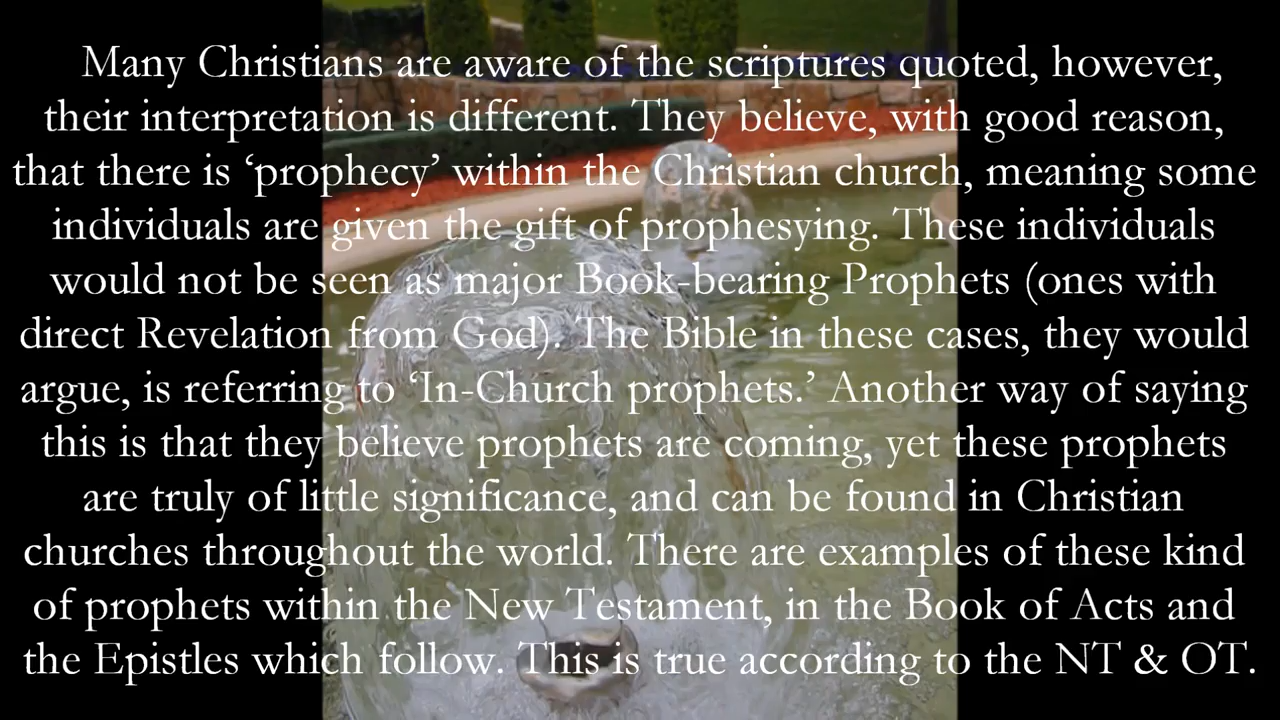 Many Christians are aware of the scriptures quoted, however,
their interpretation is different. They believe, with good reason,
that there is ‘prophecy’ within the Christian church, meaning some
individuals are given the gift of prophesying. These individuals
would not be seen as major Book-bearing Prophets (ones with
direct Revelation from God). The Bible in these cases, they would
argue, is referring to ‘In-Church prophets.’ Another way of saying
this is that they believe prophets are coming, yet these prophets
are truly of little significance, and can be found in Christian
churches throughout the world. There are examples of these kind
of prophets within the New Testament, in the Book of Acts and
the Epistles which follow. This is true according to the NT & OT.